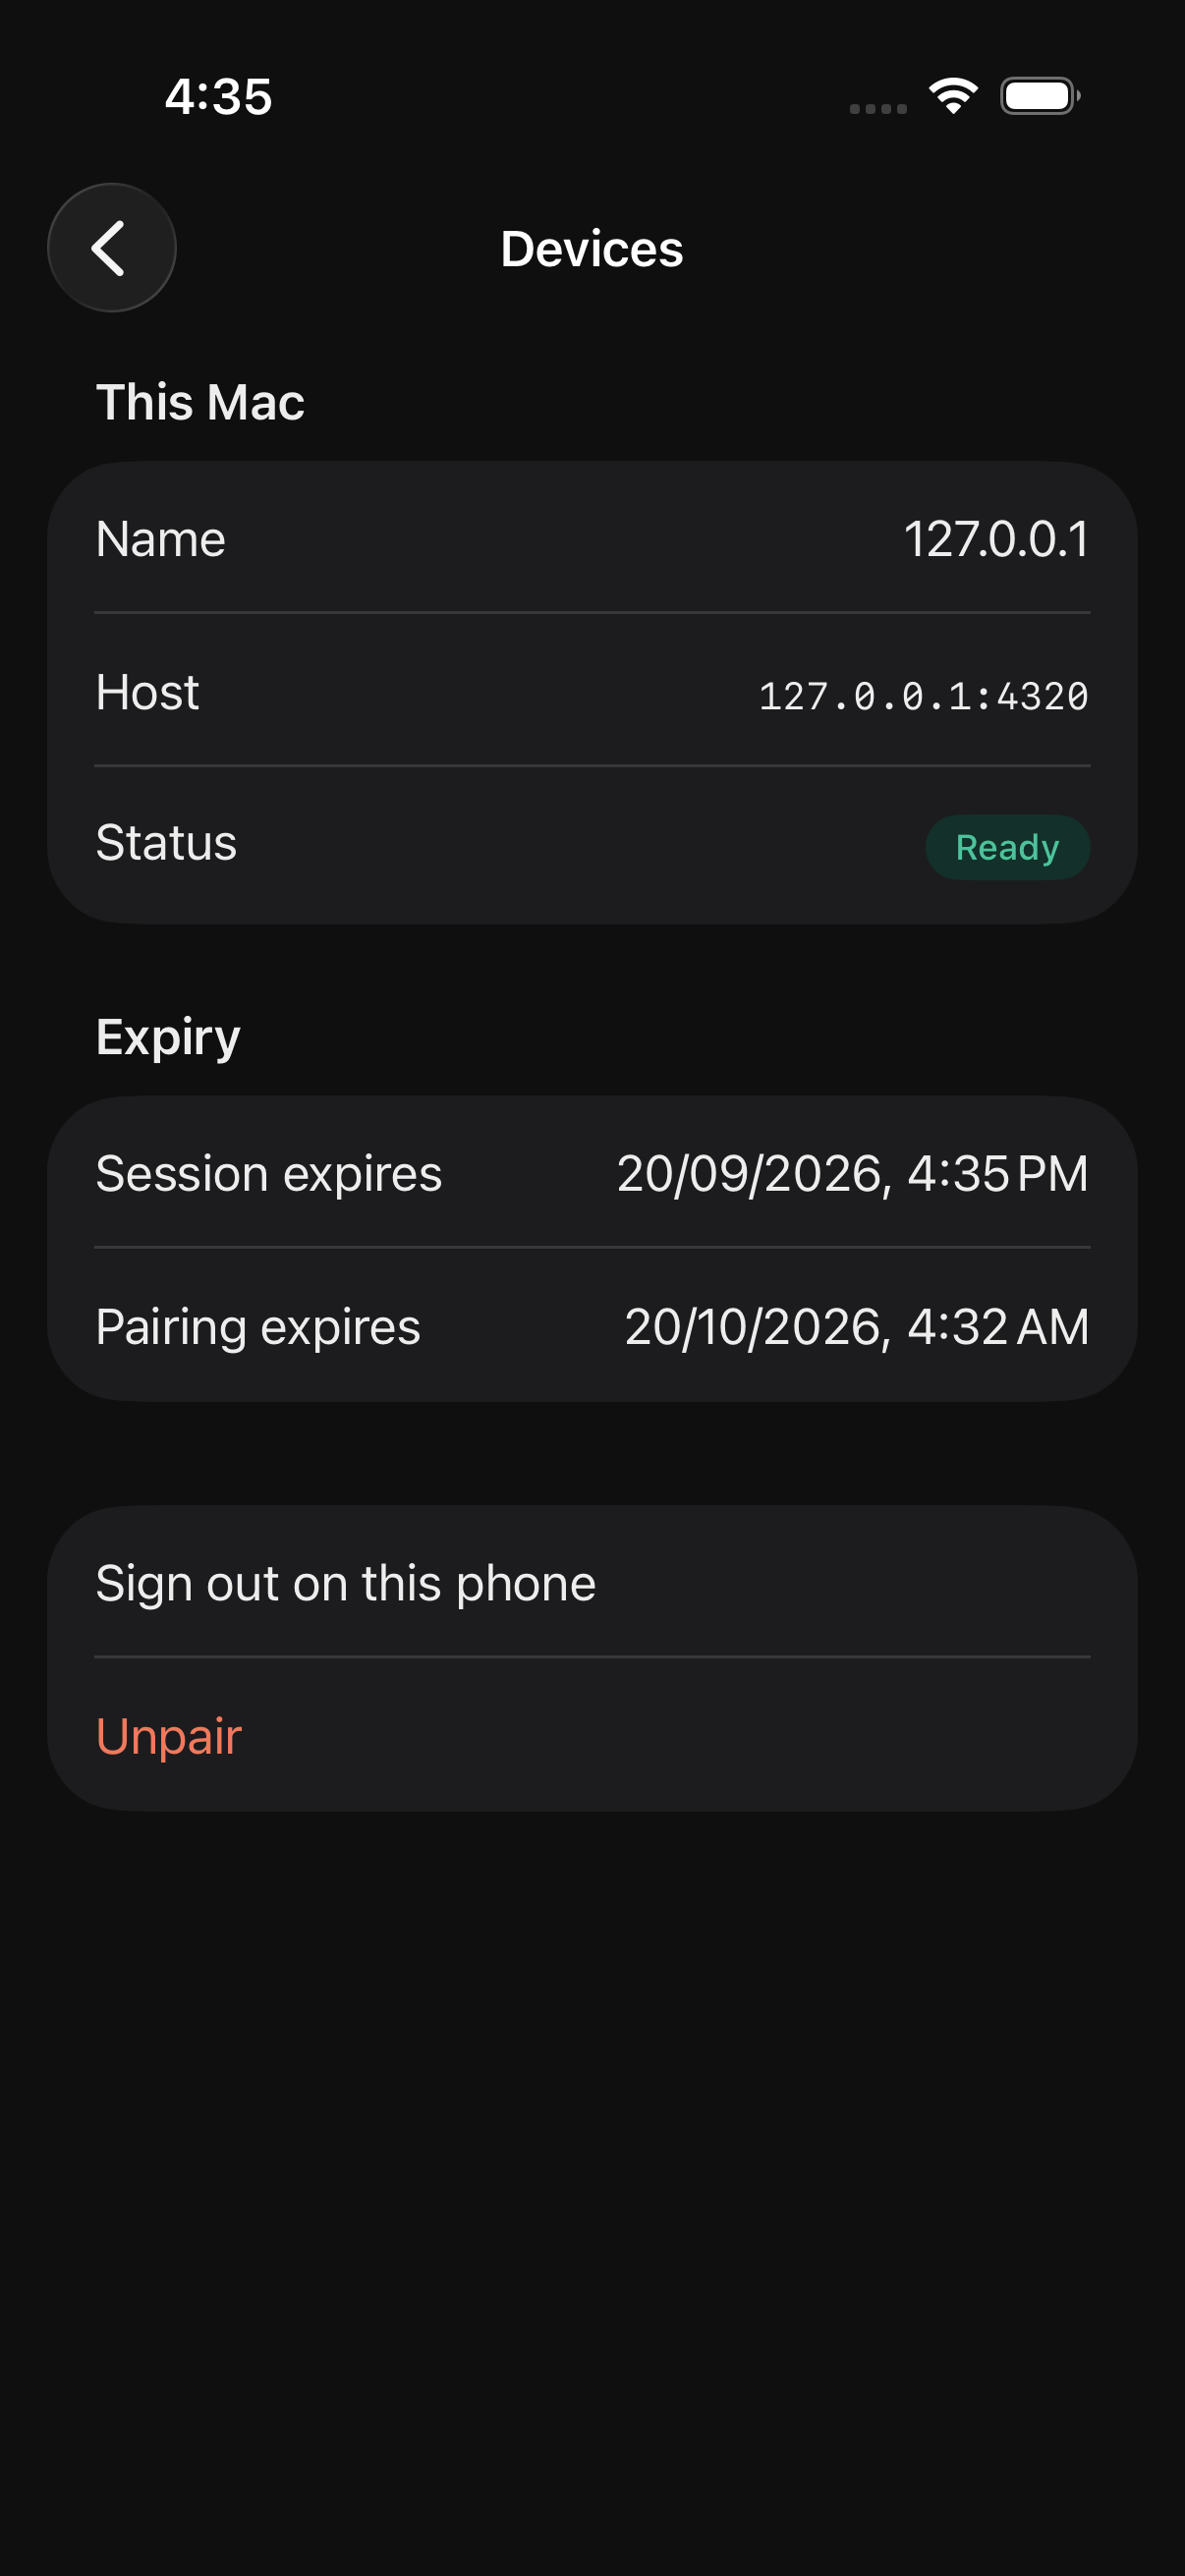 4:35
Devices
This Mac
Name 127.0.0.1
Host 127.0.0.1:4320
Status Ready
Expiry
Session expires 20/09/2026, 4:35 PM
Pairing expires 20/10/2026, 4:32 AM
Sign out on this phone
Unpair